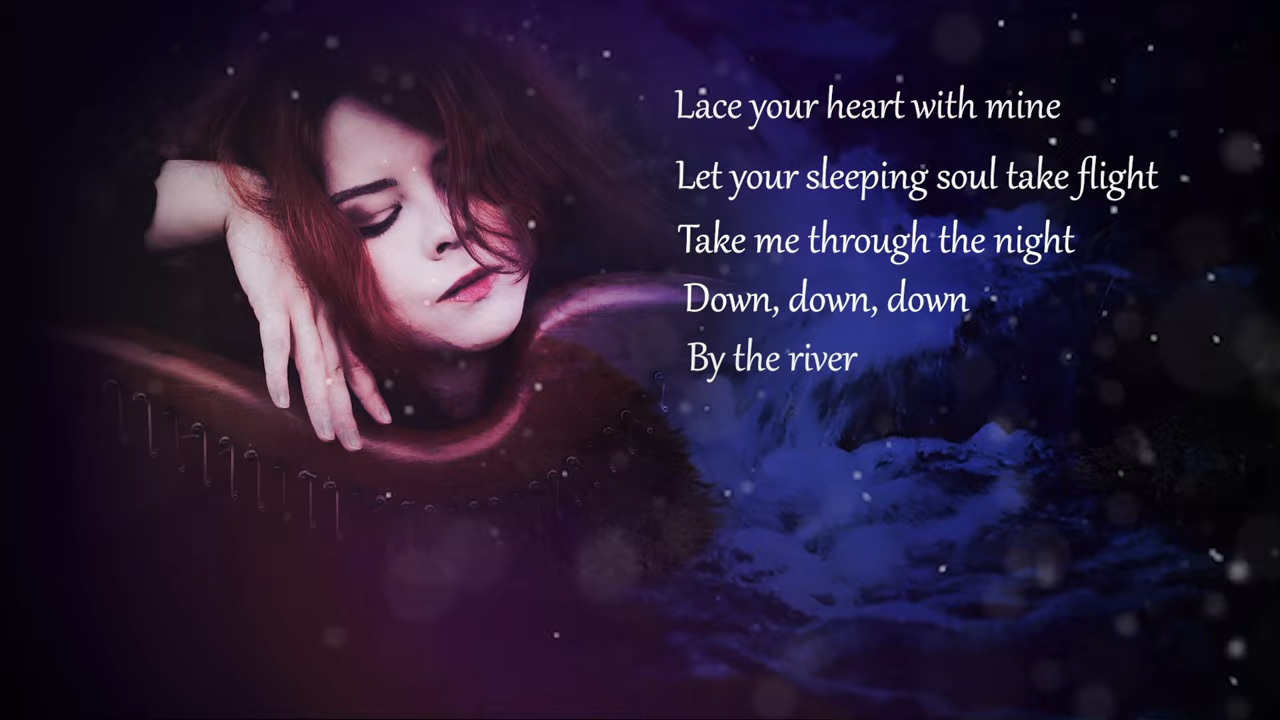 Lace your heart with mine
Let your sleeping soul take flight
Take me through the night
Down, down, down
By the river